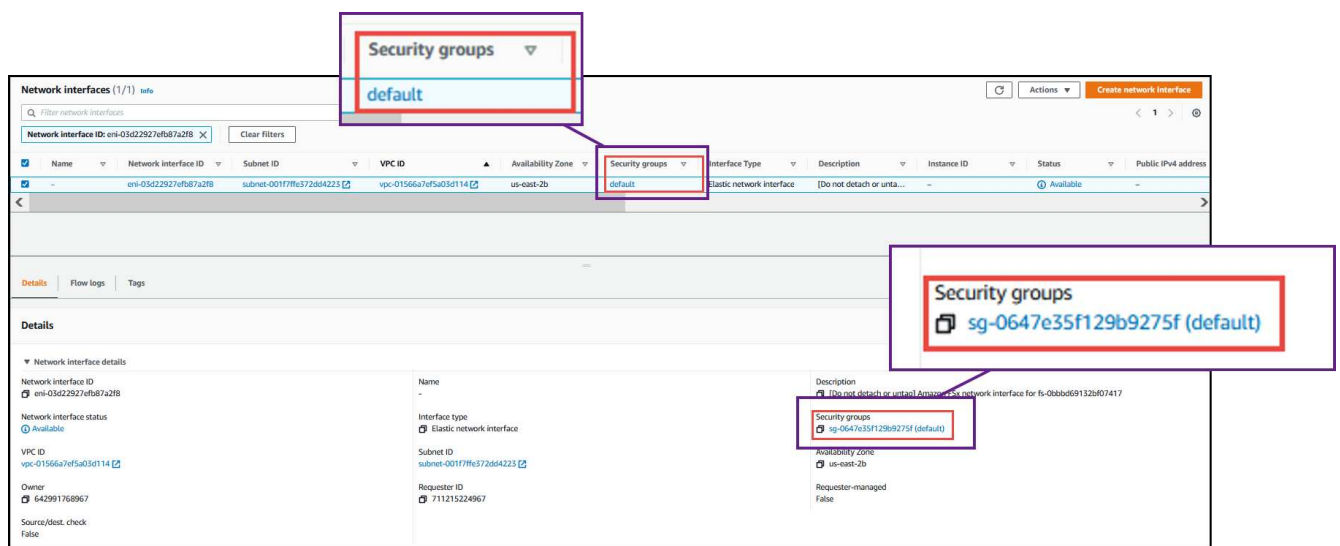 Security groups
default
Network interfaces (1/1) Info
Actions
Create network interface
Filter network interfaces
1
Network interface ID: eni-03d22927efb87a2f8
Clear filters
Name Network interface ID Subnet ID VPC ID Availability Zone Security groups Interface Type Description Instance ID Status Public IPv4 address
- eni-03d22927efb87a2f8 subnet-001f7ffe372dd4223 vpc-01566a7ef5a03d114 us-east-2b default Elastic network interface [Do not detach or unta... - Available -
Details Flow logs Tags
Security groups
sg-0647e35f129b9275f (default)
Details
Network interface details
Network interface ID
eni-03d22927efb87a2f8
Name
-
Description
[Do not detach or untag] Amazon FSx network interface for fs-0bbbd69132bf07417
Network interface status
Available
Interface type
Elastic network interface
Security groups
sg-0647e35f129b9275f (default)
VPC ID
vpc-01566a7ef5a03d114
Subnet ID
subnet-001f7ffe372dd4223
Availability Zone
us-east-2b
Owner
642991768967
Requester ID
711215224967
Requester-managed
False
Source/dest. check
False